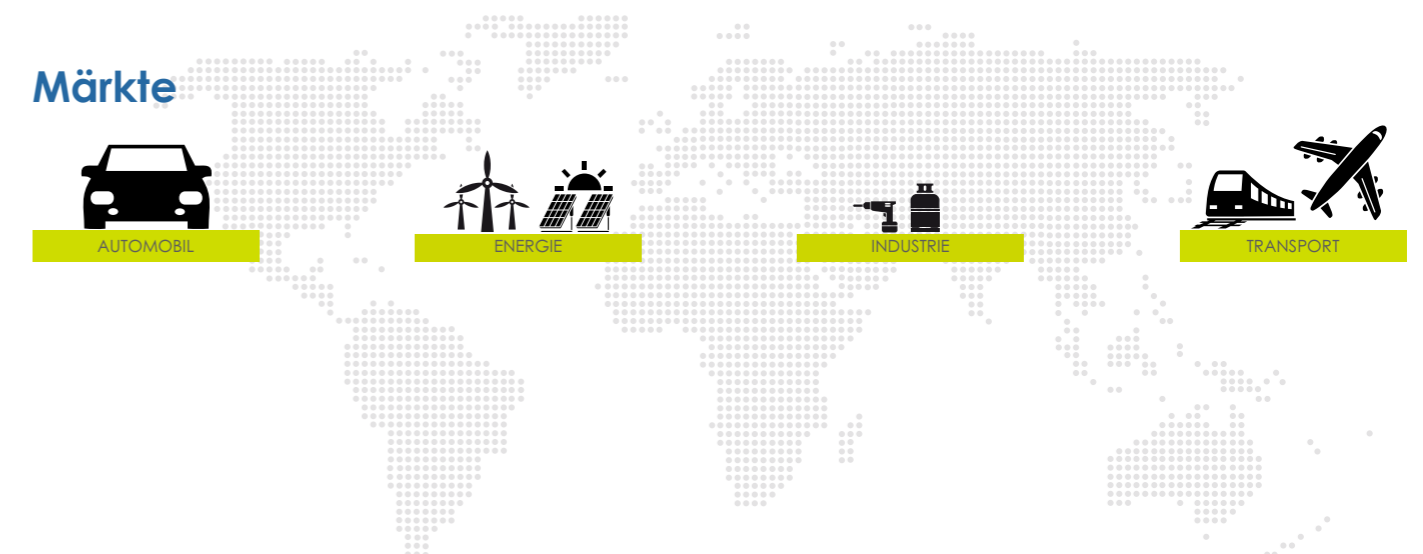 Märkte
AUTOMOBIL
ENERGIE
INDUSTRIE
TRANSPORT